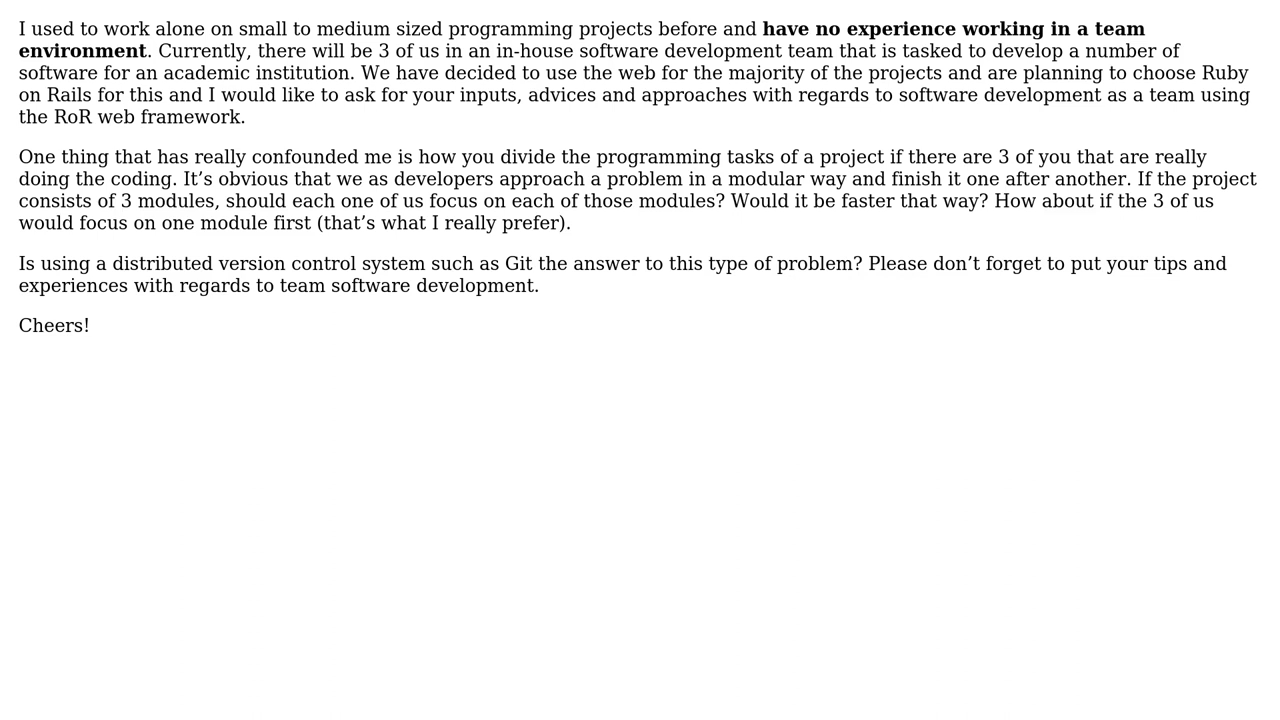 I used to work alone on small to medium sized programming projects before and have no experience working in a team
environment. Currently, there will be 3 of us in an in-house software development team that is tasked to develop a number of
software for an academic institution. We have decided to use the web for the majority of the projects and are planning to choose Ruby
on Rails for this and I would like to ask for your inputs, advices and approaches with regards to software development as a team using
the RoR web framework.
One thing that has really confounded me is how you divide the programming tasks of a project if there are 3 of you that are really
doing the coding. It’s obvious that we as developers approach a problem in a modular way and finish it one after another. If the project
consists of 3 modules, should each one of us focus on each of those modules? Would it be faster that way? How about if the 3 of us
would focus on one module first (that’s what I really prefer).
Is using a distributed version control system such as Git the answer to this type of problem? Please don’t forget to put your tips and
experiences with regards to team software development.
Cheers!